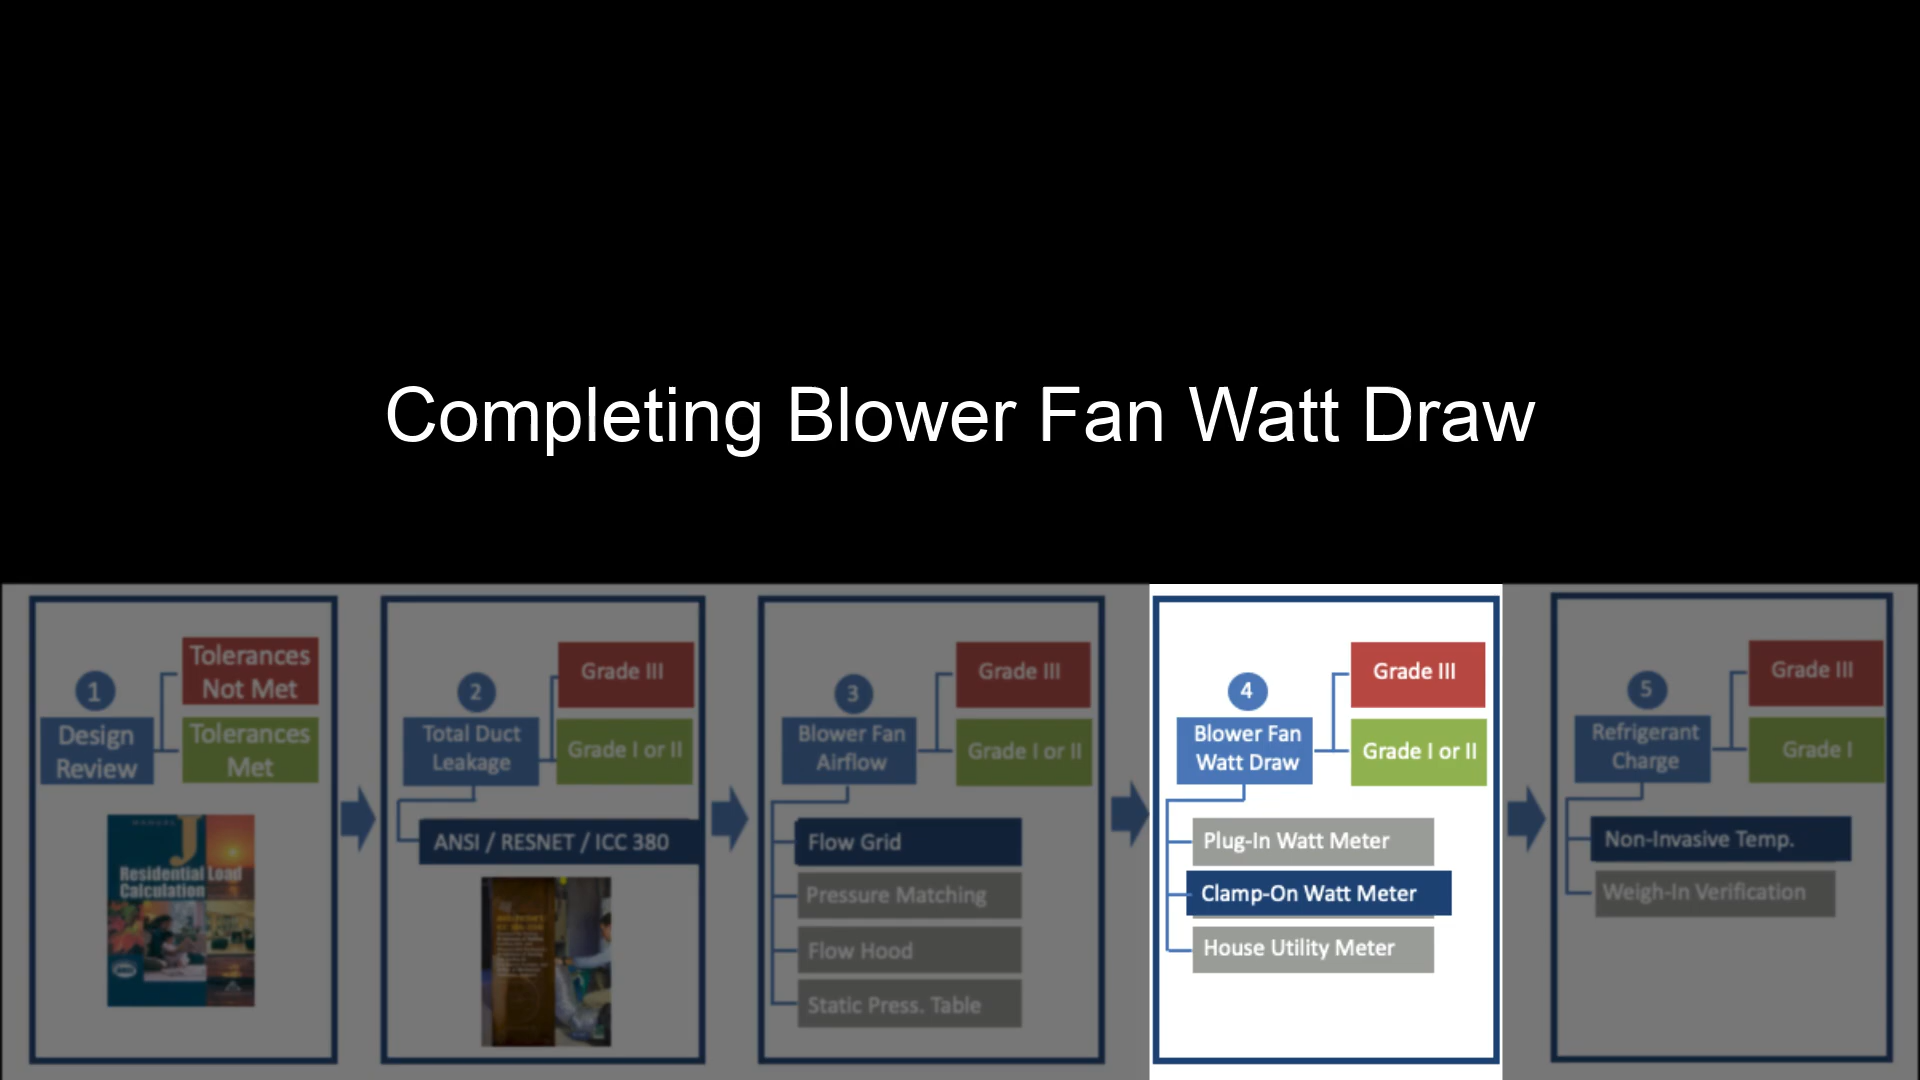 Completing Blower Fan Watt Draw
1
Design
Review
Tolerances
Not Met
Tolerances
Met
J
Residential Load
Calculation
2
Total Duct
Leakage
Grade III
Grade I or II
ANSI / RESNET / ICC 380
3
Blower Fan
Airflow
Grade III
Grade I or II
Flow Grid
Pressure Matching
Flow Hood
Static Press. Table
4
Blower Fan
Watt Draw
Grade III
Grade I or II
Plug-In Watt Meter
Clamp-On Watt Meter
House Utility Meter
5
Refrigerant
Charge
Grade III
Grade I
Non-Invasive Temp.
Weigh-In Verification